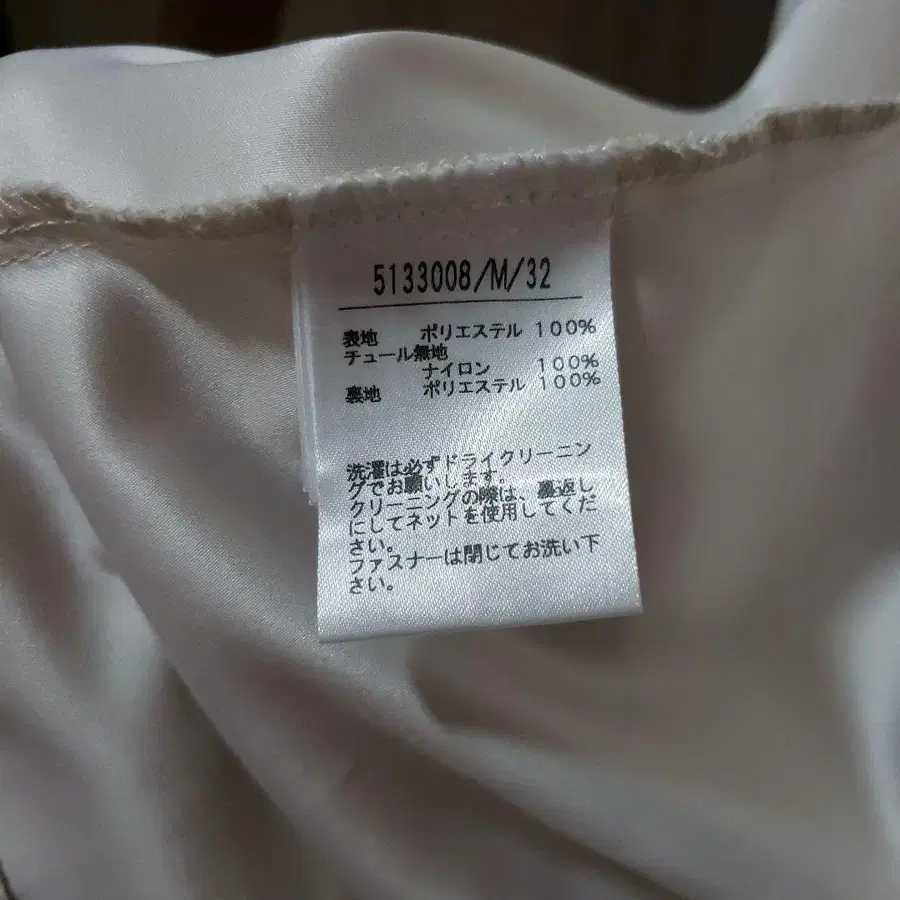 5133008/M/32
表地 ポリエステル 100%
チュール無地
ナイロン 100%
裏地 ポリエステル 100%
洗濯は必ずドライクリーニン
グでお願いします。
クリーニングの際は、裏返し
にしてネットを使用してくだ
さい。
ファスナーは閉じてお洗い下
さい。